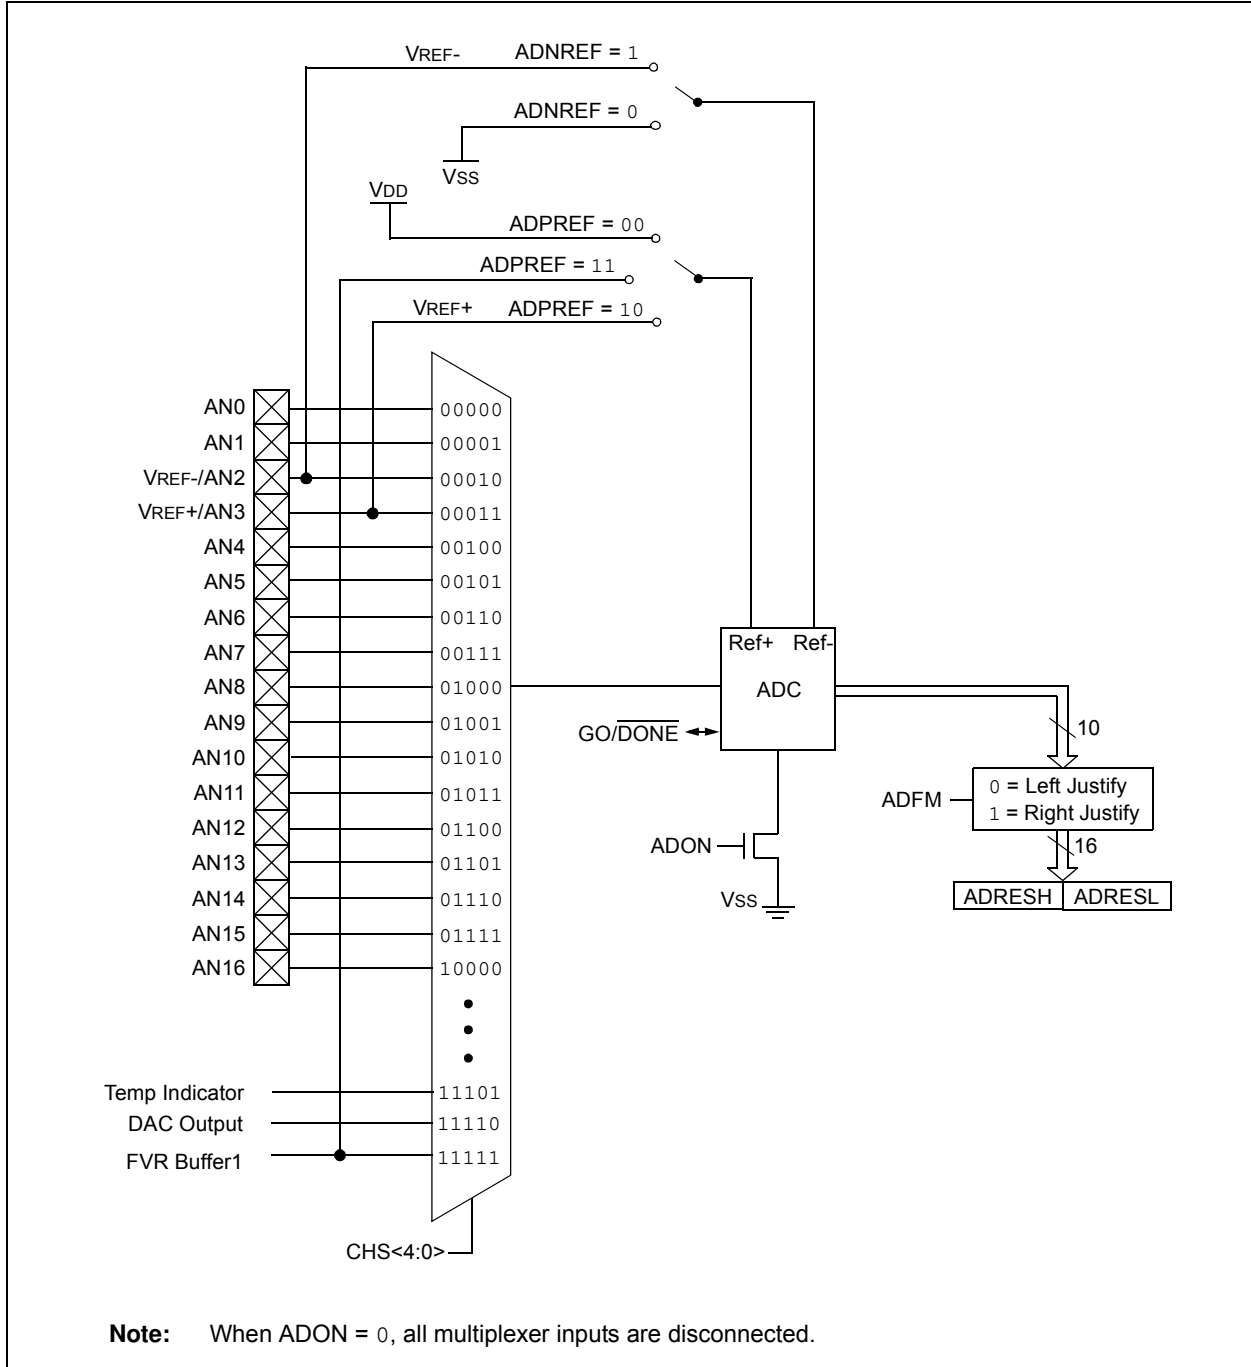 VREF- ADNREF = 1
ADNREF = 0
VSS
VDD
ADPREF = 00
ADPREF = 11
VREF+ ADPREF = 10
AN0 00000
AN1 00001
VREF-/AN2 00010
VREF+/AN3 00011
AN4 00100
AN5 00101
AN6 00110
AN7 00111
AN8 01000
AN9 01001
AN10 01010
AN11 01011
AN12 01100
AN13 01101
AN14 01110
AN15 01111
AN16 10000
Temp Indicator 11101
DAC Output 11110
FVR Buffer1 11111
CHS<4:0>
Ref+ Ref-
ADC
GO/DONE
ADON
VSS
10
ADFM
0 = Left Justify
1 = Right Justify
16
ADRESH ADRESL
Note: When ADON = 0, all multiplexer inputs are disconnected.